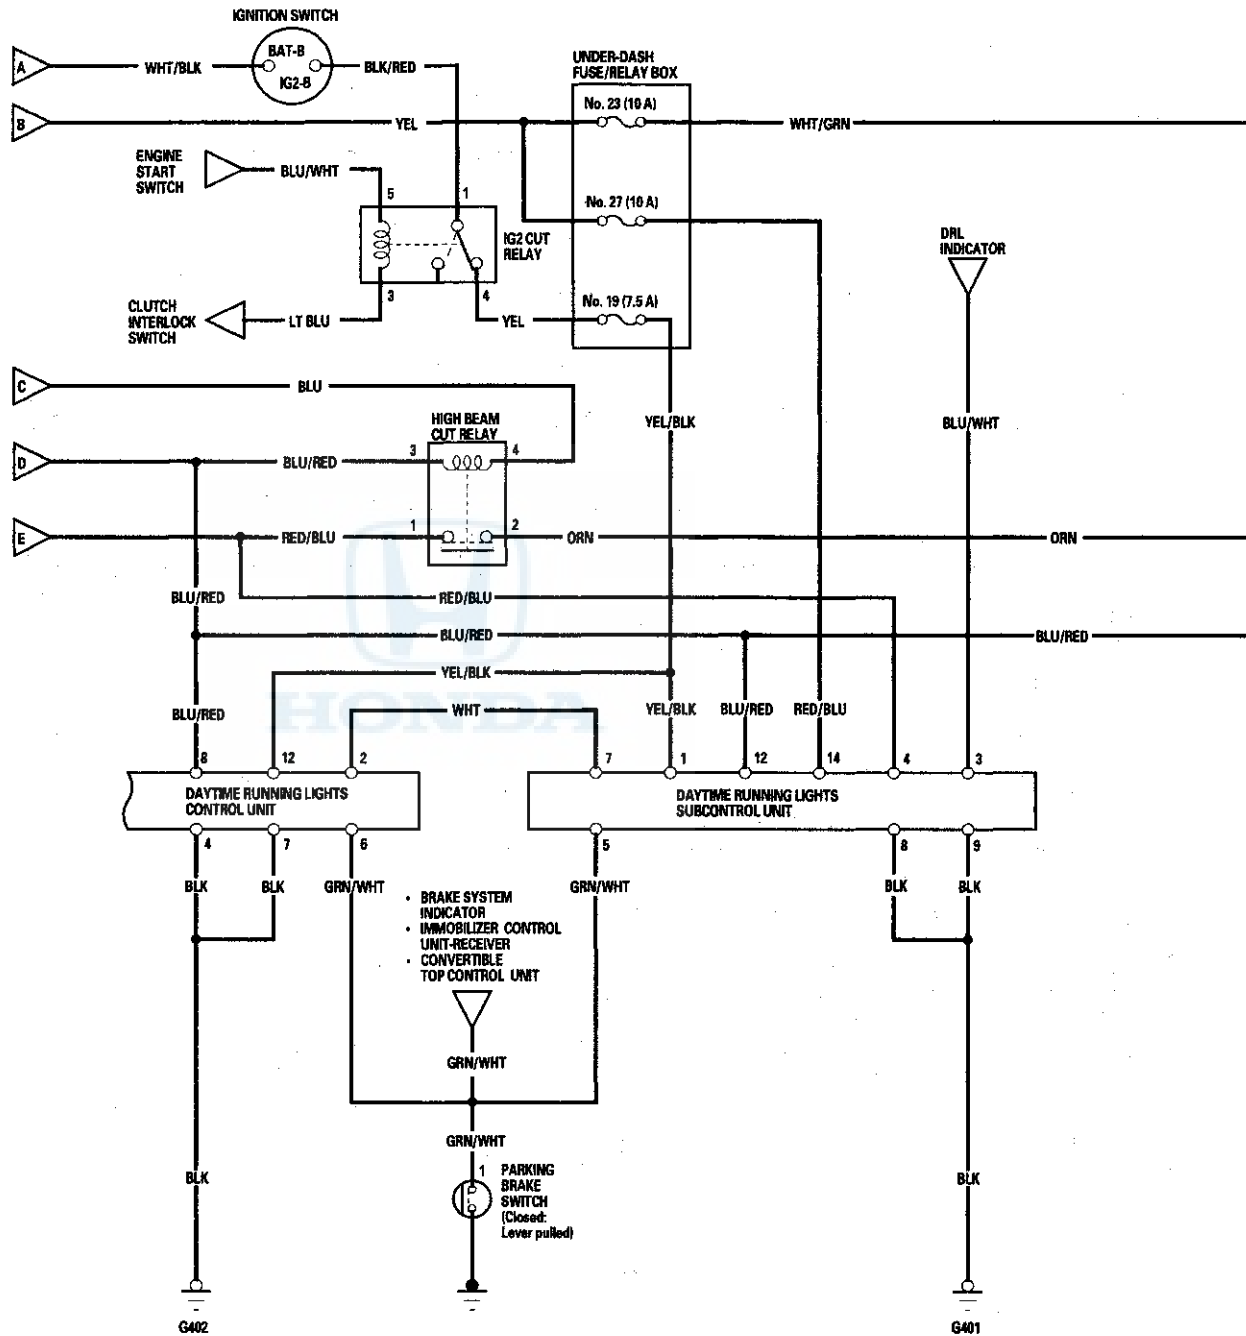 IGNITION SWITCH
A
WHT/BLK
BAT-B
IG2-B
BLK/RED
UNDER-DASH
FUSE/RELAY BOX
B
YEL
No. 23 (10 A)
WHT/GRN
ENGINE
START
SWITCH
BLU/WHT
5
1
IG2 CUT
RELAY
3
4
No. 27 (10 A)
DRL
INDICATOR
CLUTCH
INTERLOCK
SWITCH
LT BLU
YEL
No. 19 (7.5 A)
C
BLU
HIGH BEAM
CUT RELAY
YEL/BLK
BLU/WHT
D
BLU/RED
3
4
E
RED/BLU
1
2
ORN
ORN
BLU/RED
RED/BLU
BLU/RED
BLU/RED
YEL/BLK
HONDA
BLU/RED
WHT
YEL/BLK
BLU/RED
RED/BLU
8
12
2
7
1
12
14
4
3
DAYTIME RUNNING LIGHTS
CONTROL UNIT
DAYTIME RUNNING LIGHTS
SUBCONTROL UNIT
4
7
6
5
8
9
BLK
BLK
GRN/WHT
GRN/WHT
BLK
BLK
• BRAKE SYSTEM
INDICATOR
• IMMOBILIZER CONTROL
UNIT-RECEIVER
• CONVERTIBLE
TOP CONTROL UNIT
GRN/WHT
GRN/WHT
1
PARKING
BRAKE
SWITCH
(Closed:
Lever pulled)
BLK
BLK
G402
G401